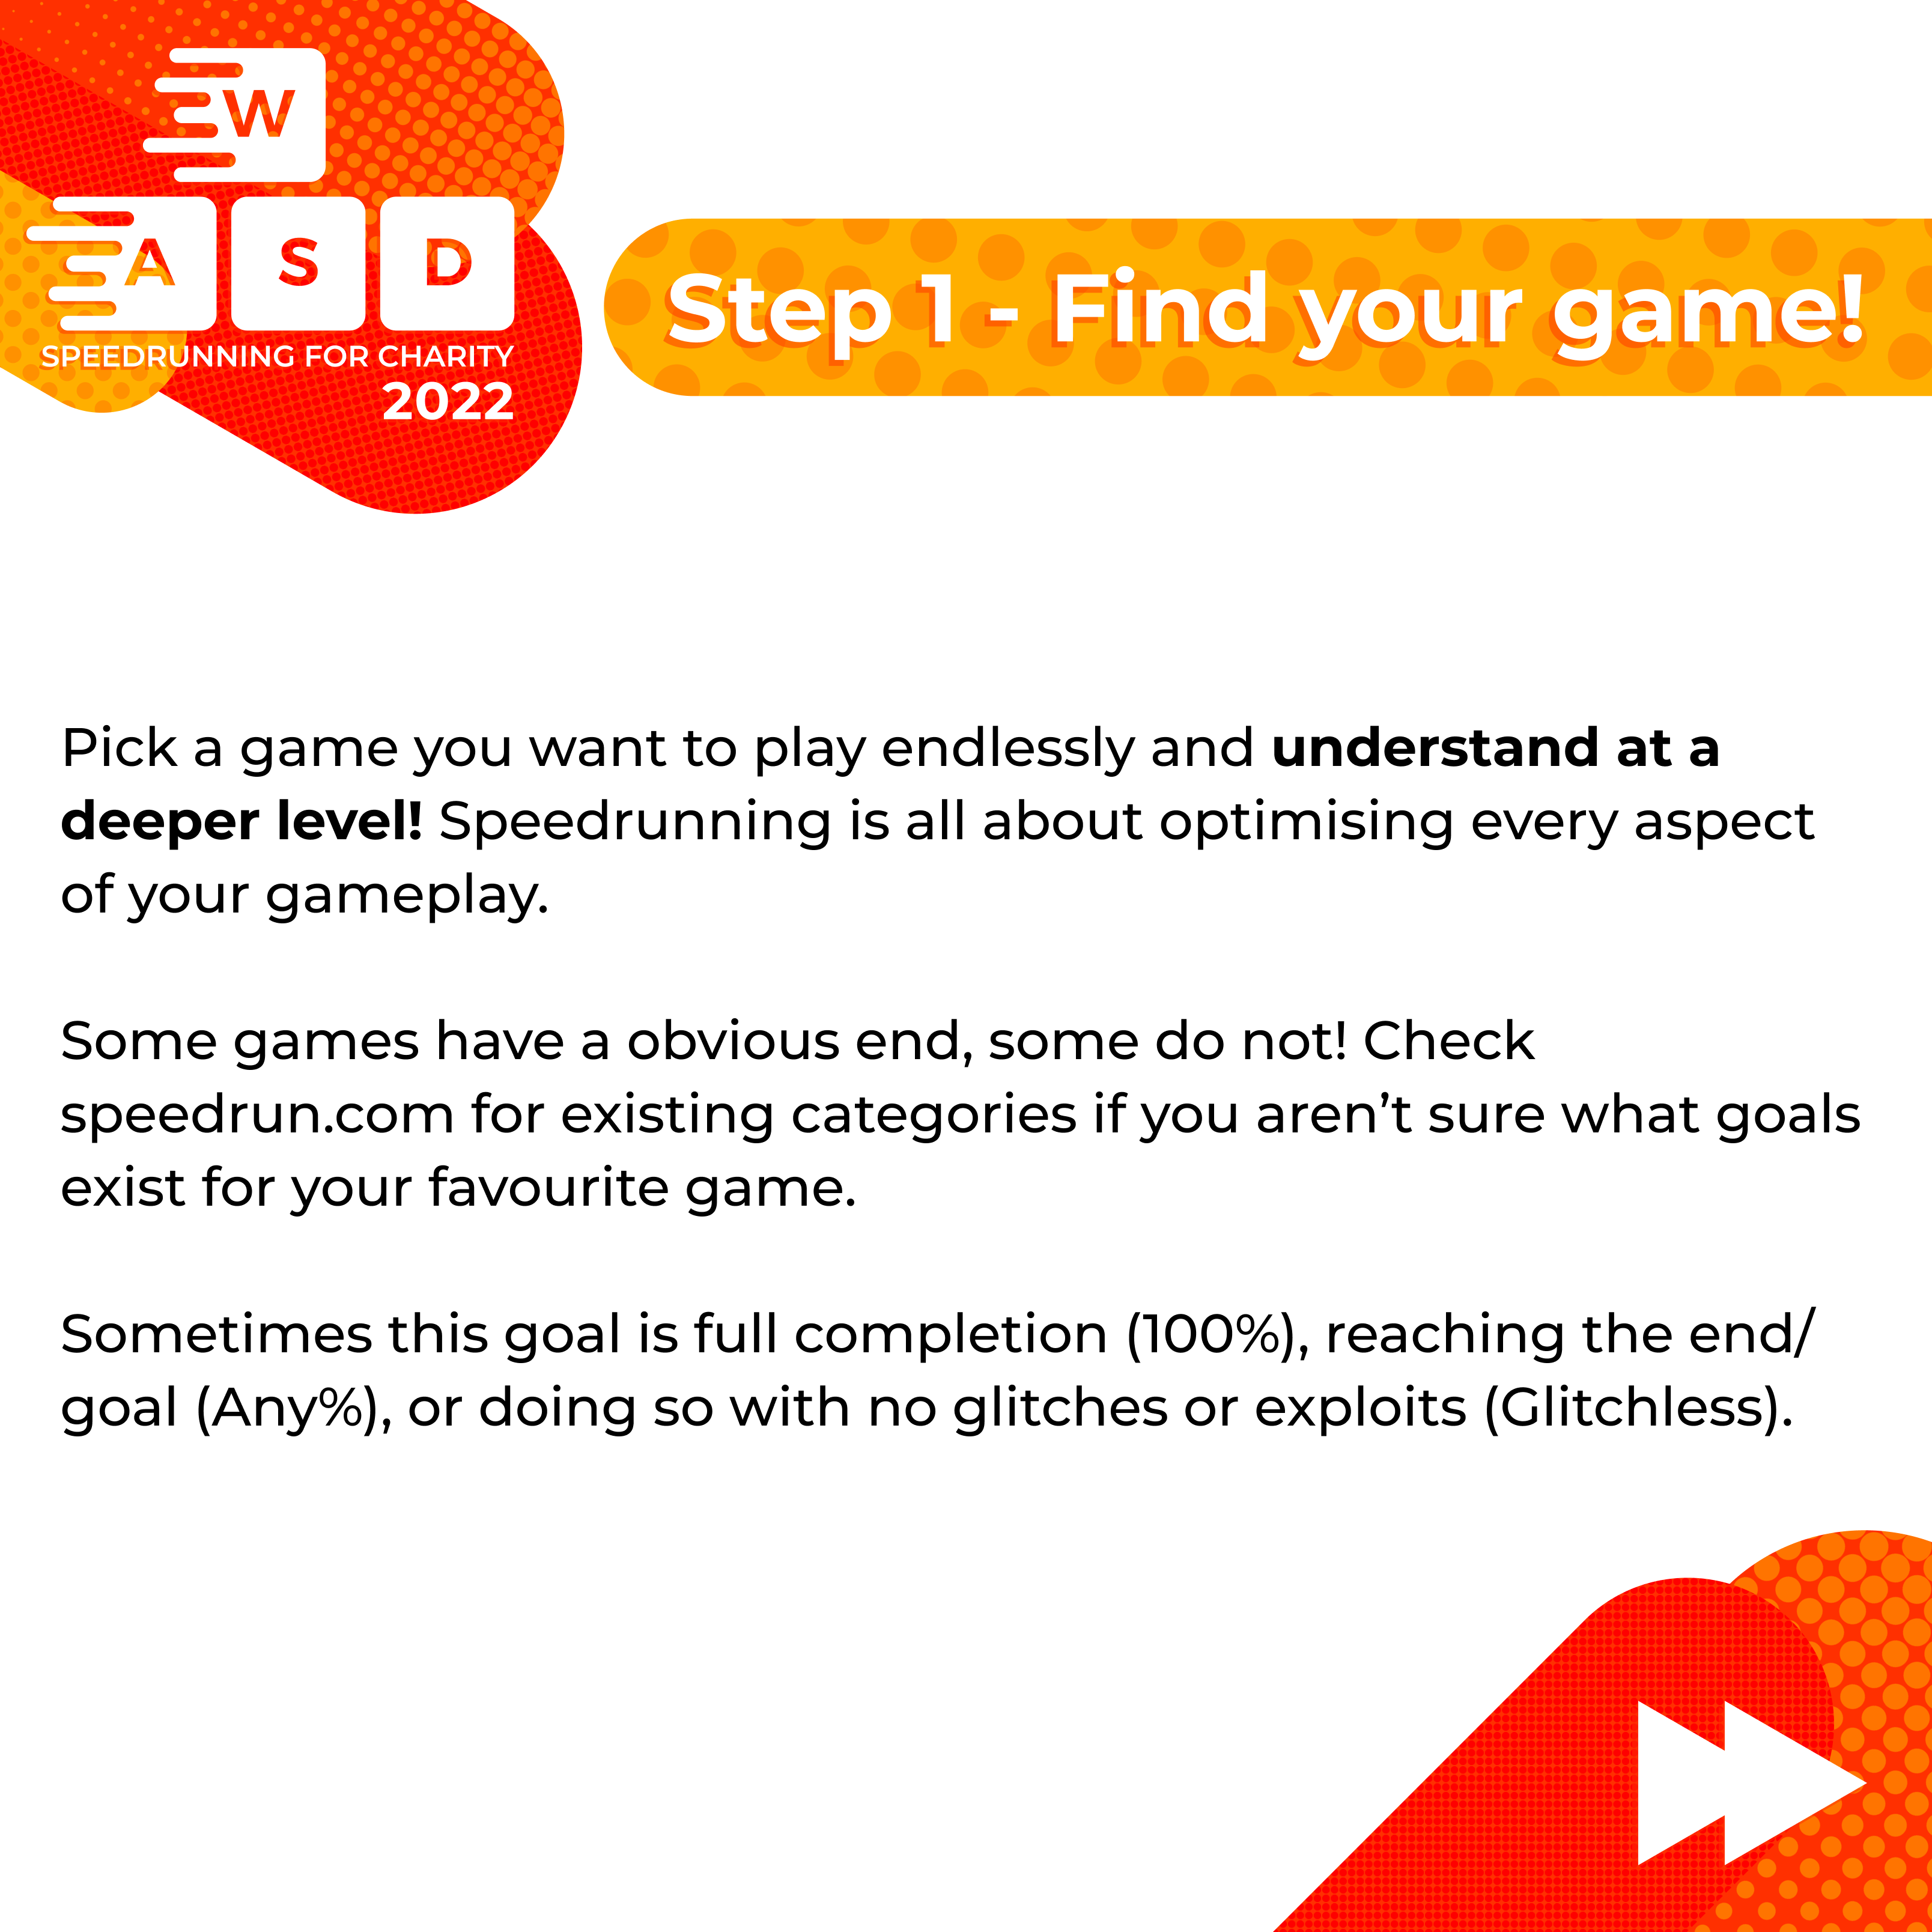 W
A S D
SPEEDRUNNING FOR CHARITY
2022
Step 1 - Find your game!
Pick a game you want to play endlessly and understand at a
deeper level! Speedrunning is all about optimising every aspect
of your gameplay.
Some games have a obvious end, some do not! Check
speedrun.com for existing categories if you aren’t sure what goals
exist for your favourite game.
Sometimes this goal is full completion (100%), reaching the end/
goal (Any%), or doing so with no glitches or exploits (Glitchless).